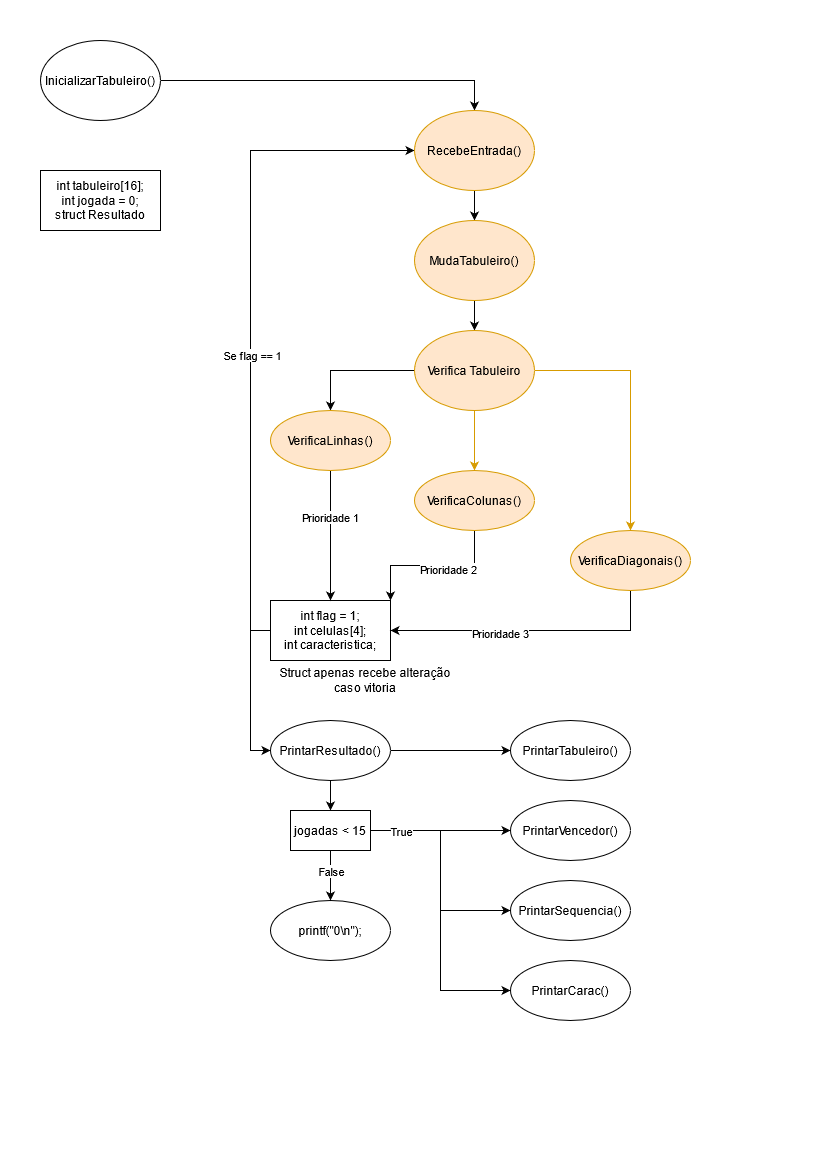 InicializarTabuleiro()
RecebeEntrada()
int tabuleiro[16];
int jogada = 0;
struct Resultado
MudaTabuleiro()
Se flag == 1
Verifica Tabuleiro
VerificaLinhas()
VerificaColunas()
Prioridade 1
VerificaDiagonais()
Prioridade 2
int flag = 1;
int celulas[4];
int caracteristica;
Prioridade 3
Struct apenas recebe alteração
caso vitoria
PrintarResultado()
PrintarTabuleiro()
jogadas < 15
True
PrintarVencedor()
False
PrintarSequencia()
printf("0\n");
PrintarCarac()